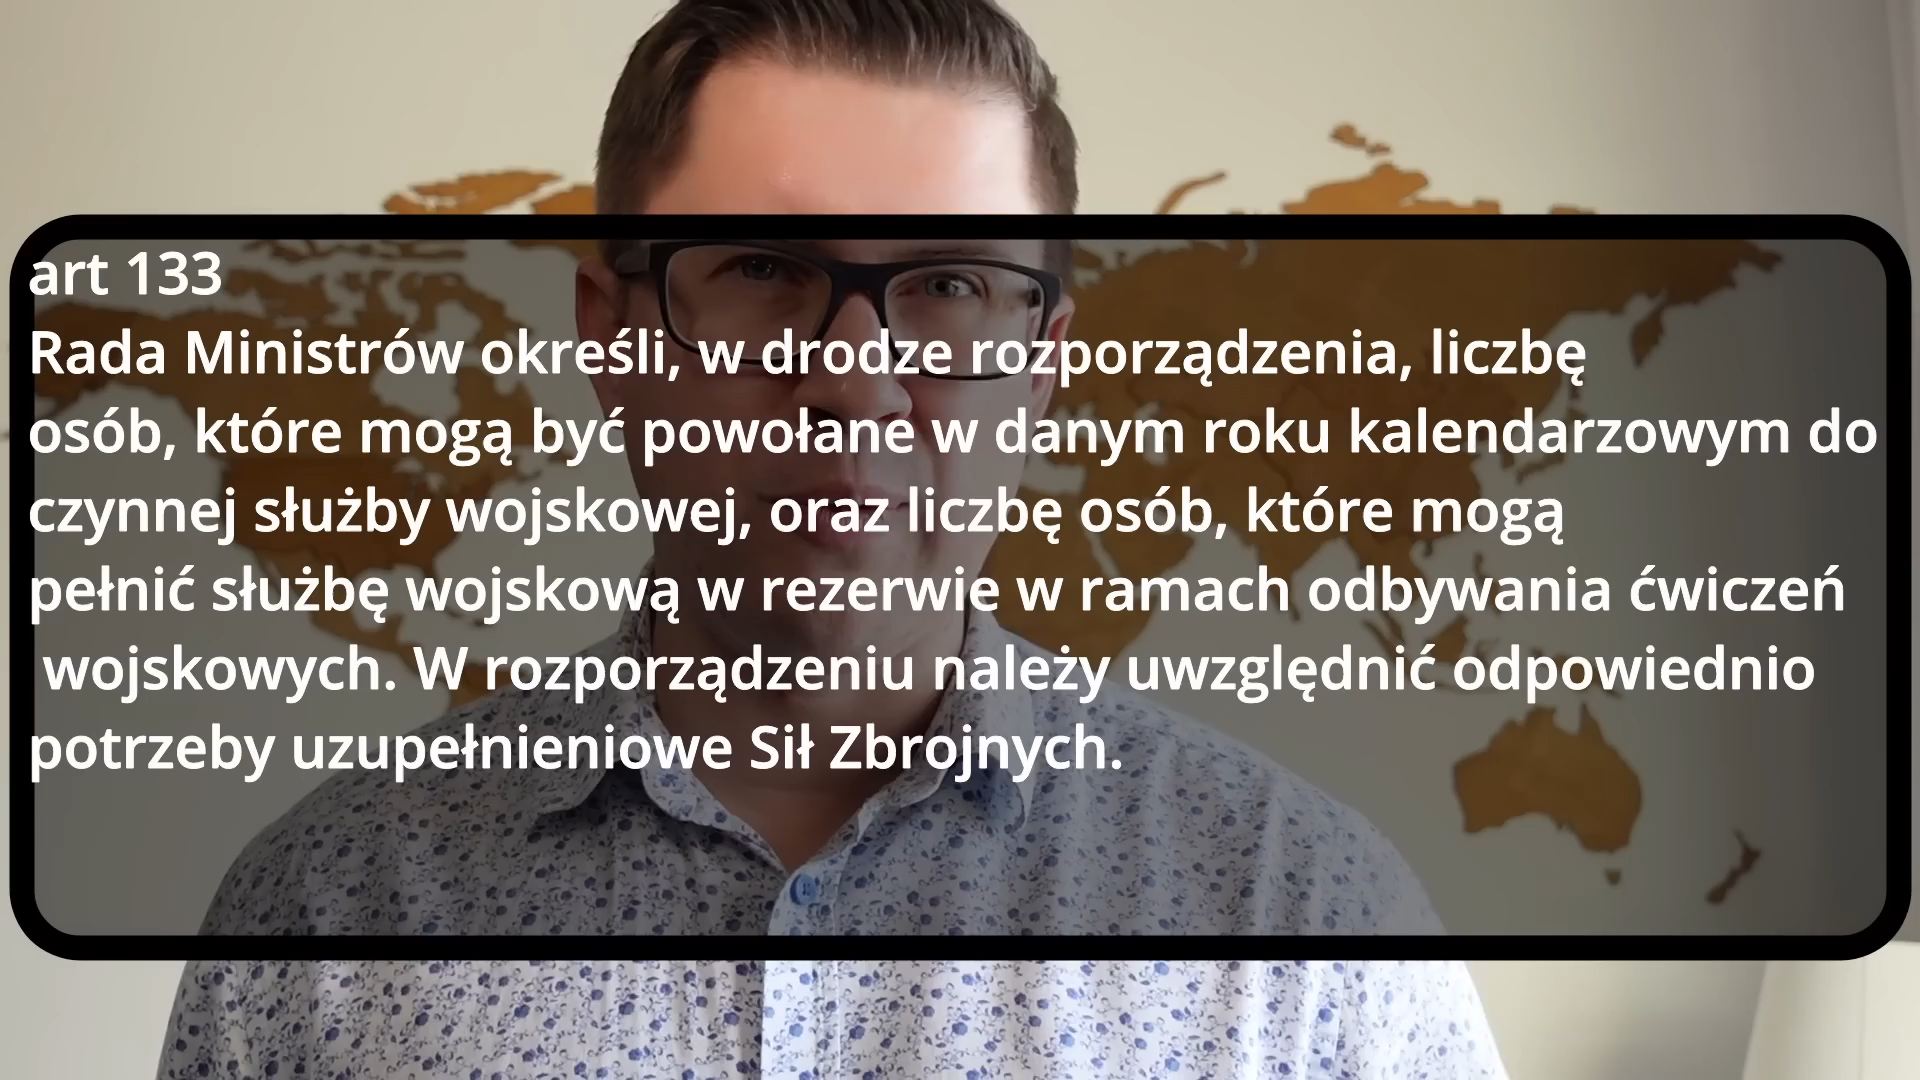 art 133
Rada Ministrów określi, w drodze rozporządzenia, liczbę
osób, które mogą być powołane w danym roku kalendarzowym do
czynnej służby wojskowej, oraz liczbę osób, które mogą
pełnić służbę wojskową w rezerwie w ramach odbywania ćwiczeń
wojskowych. W rozporządzeniu należy uwzględnić odpowiednio
potrzeby uzupełnieniowe Sił Zbrojnych.